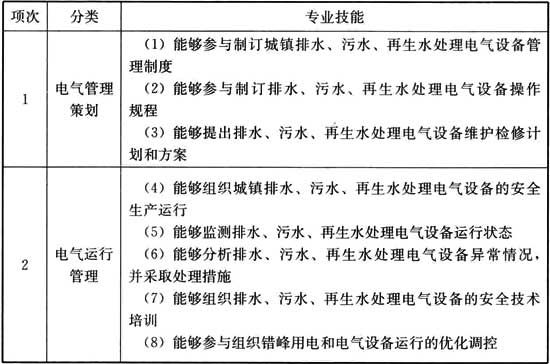 项次 分类 专业技能
（1）能够参与制订城镇排水、污水、再生水处理电气设备管
理制度
1 电气管理
策划
（2）能够参与制订排水、污水、再生水处理电气设备操作
规程
（3）能够提出排水、污水、再生水处理电气设备维护检修计
划和方案
（4）能够组织城镇排水、污水、再生水处理电气设备的安全
生产运行
（5）能够监测排水、污水、再生水处理电气设备运行状态
2 电气运行
管理
（6）能够分析排水、污水、再生水处理电气设备异常情况，
并采取处理措施
（7）能够组织排水、污水、再生水处理电气设备的安全技术
培训
（8）能够参与组织错峰用电和电气设备运行的优化调控